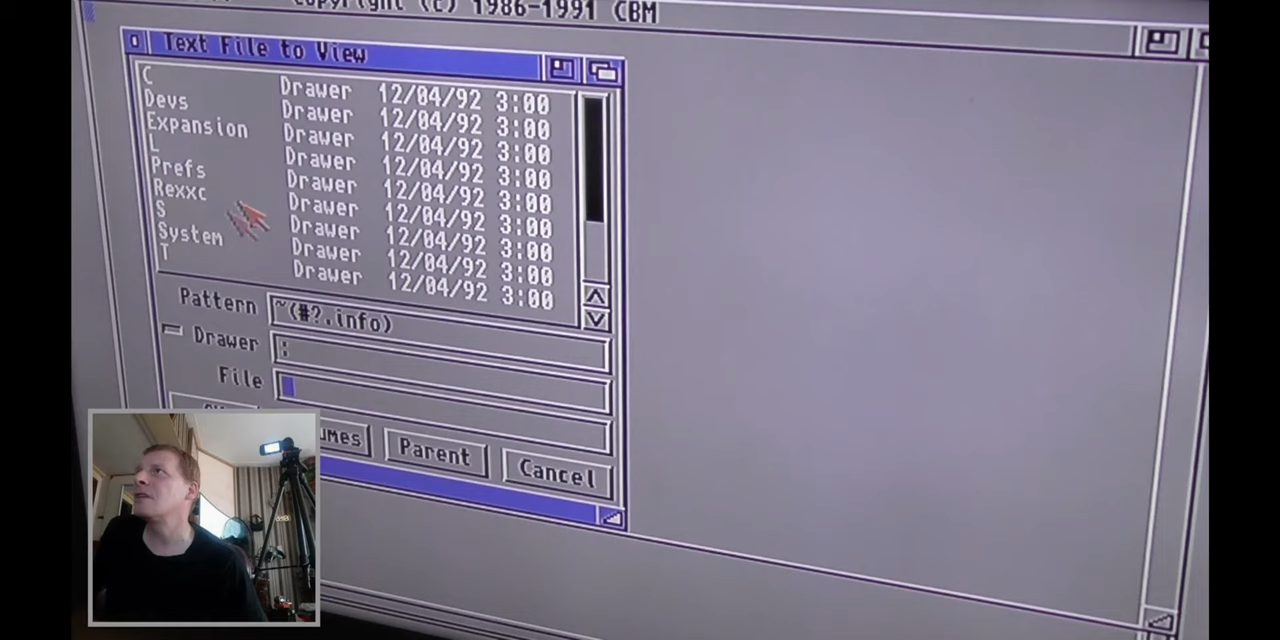 Copyright (c) 1986-1991 CBM
Text File to View
C Drawer 12/04/92 3:00
Devs Drawer 12/04/92 3:00
Expansion Drawer 12/04/92 3:00
L Drawer 12/04/92 3:00
Prefs Drawer 12/04/92 3:00
Rexxc Drawer 12/04/92 3:00
S Drawer 12/04/92 3:00
System Drawer 12/04/92 3:00
T Drawer 12/04/92 3:00
Pattern ~(#?.info)
Drawer :
File
Parent
Cancel